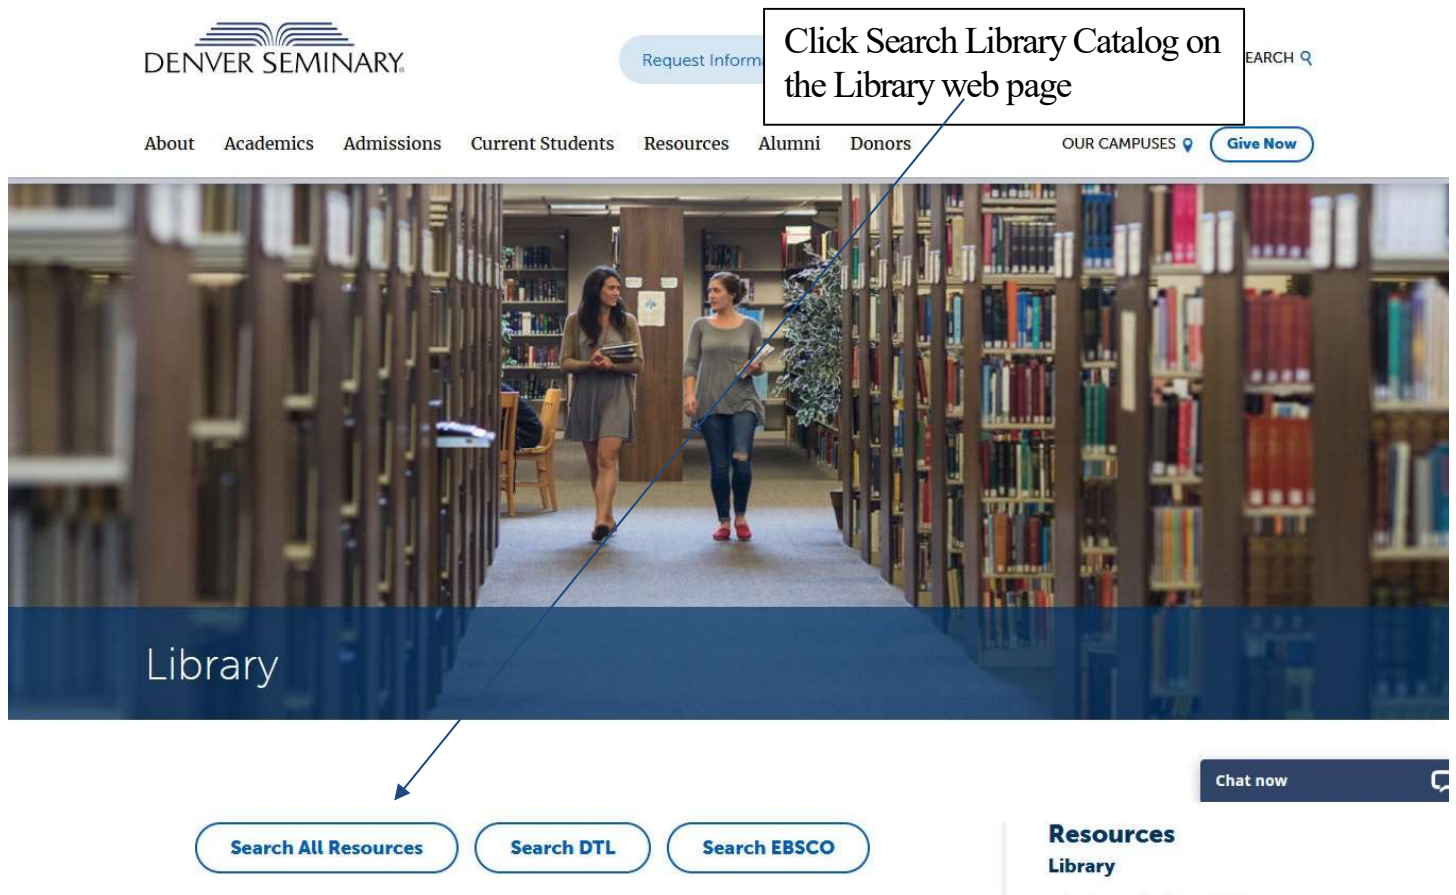 DENVER SEMINARY
Request Inform
Click Search Library Catalog on
the Library web page
EARCH
About Academics Admissions Current Students Resources Alumni Donors OUR CAMPUSES Give Now
Library
Chat now
Search All Resources Search DTL Search EBSCO
Resources
Library